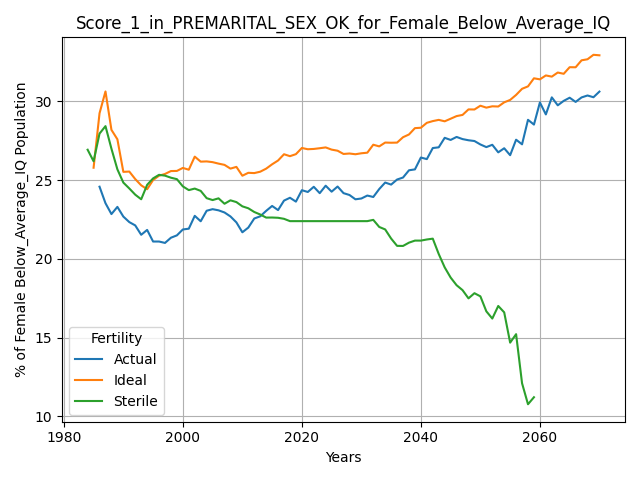 Score_1_in_PREMARITAL_SEX_OK_for_Female_Below_Average_IQ
% of Female Below_Average_IQ Population
30
25
20
15
10
Fertility
Actual
Ideal
Sterile
1980
2000
2020
2040
2060
Years